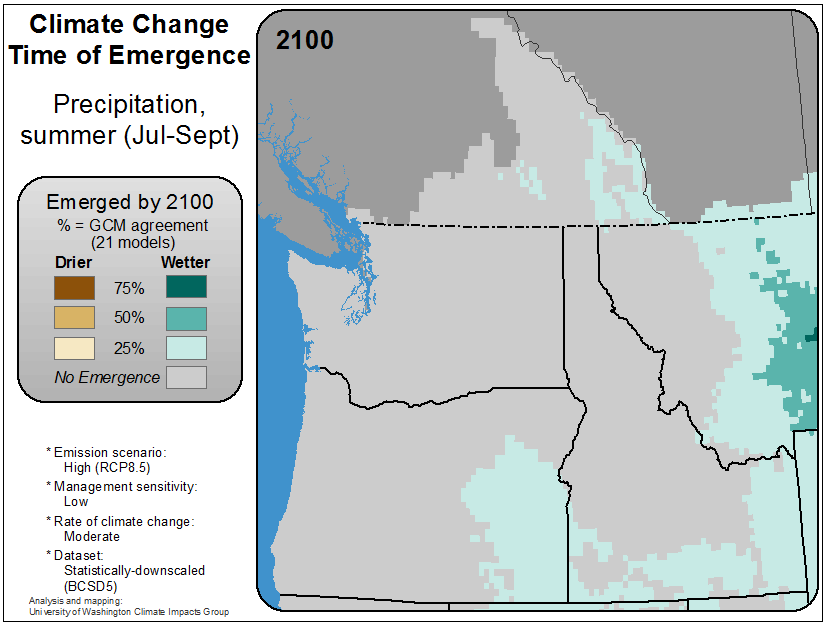 Climate Change
Time of Emergence
Precipitation,
summer (Jul-Sept)
Emerged by 2100
% = GCM agreement
(21 models)
Drier Wetter
75%
50%
25%
No Emergence
* Emission scenario:
High (RCP8.5)
* Management sensitivity:
Low
* Rate of climate change:
Moderate
* Dataset:
Statistically-downscaled
(BCSD5)
Analysis and mapping:
University of Washington Climate Impacts Group
2100